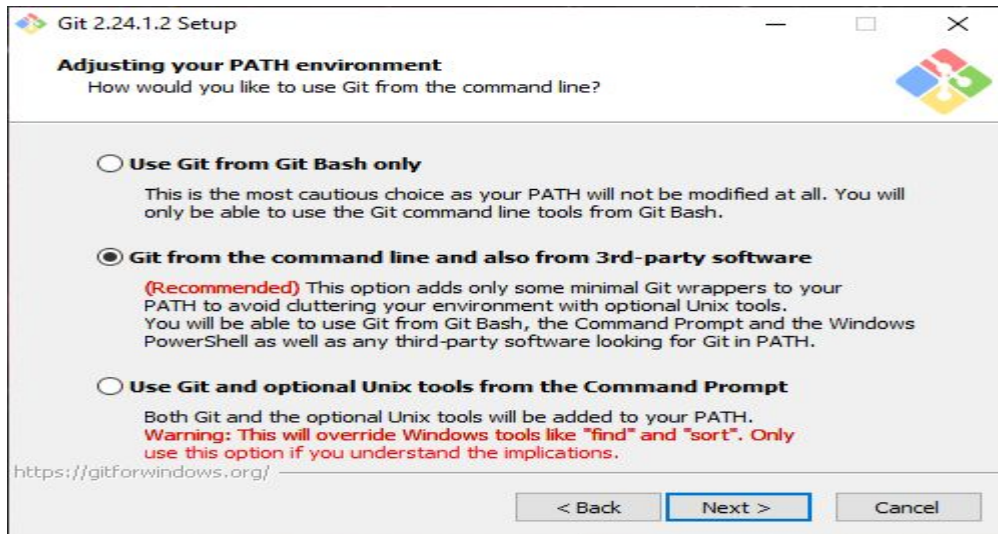 Git 2.24.1.2 Setup
Adjusting your PATH environment
How would you like to use Git from the command line?
Use Git from Git Bash only
This is the most cautious choice as your PATH will not be modified at all. You will
only be able to use the Git command line tools from Git Bash.
Git from the command line and also from 3rd-party software
(Recommended) This option adds only some minimal Git wrappers to your
PATH to avoid cluttering your environment with optional Unix tools.
You will be able to use Git from Git Bash, the Command Prompt and the Windows
PowerShell as well as any third-party software looking for Git in PATH.
Use Git and optional Unix tools from the Command Prompt
Both Git and the optional Unix tools will be added to your PATH.
Warning: This will override Windows tools like "find" and "sort". Only
use this option if you understand the implications.
https://gitforwindows.org/
< Back
Next >
Cancel